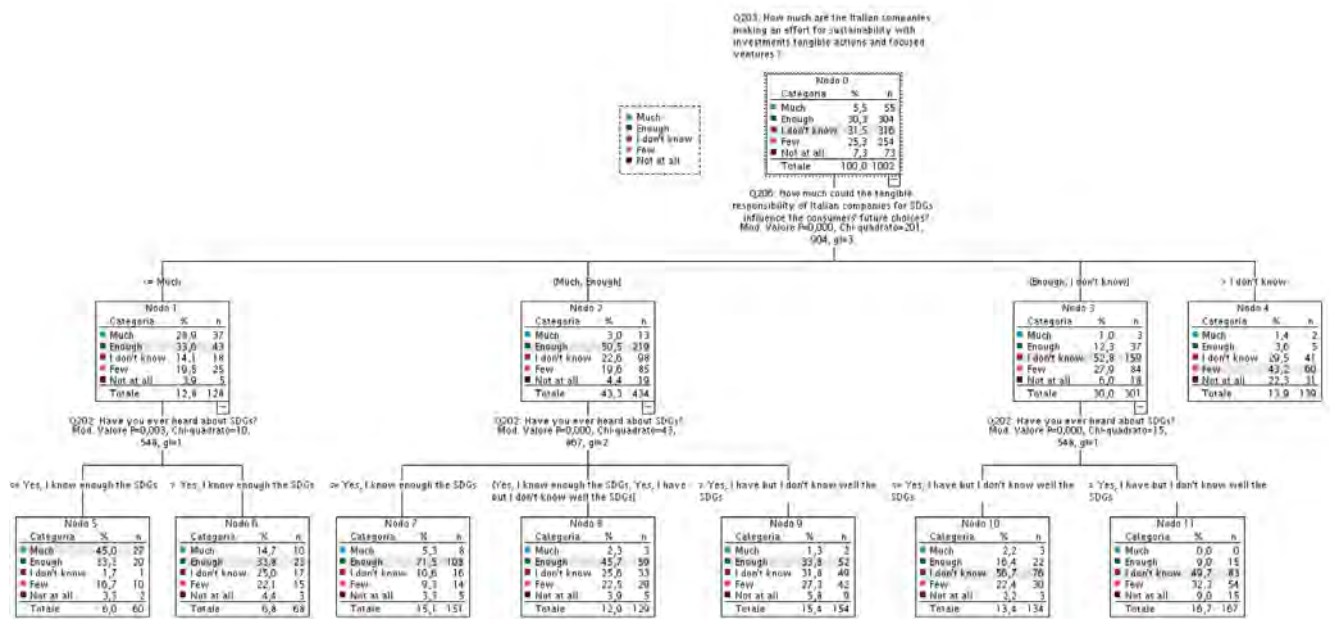 Q203: How much are the Italian companies
making an effort for sustainability with
investments tangible actions and focused
ventures ?
Nodo 0
Categoria % n
Much 5,5 55
Enough 30,3 304
I don't know 31,5 316
Few 25,3 254
Not at all 7,3 73
Totale 100,0 1002
Much
Enough
I don't know
Few
Not at all
Q206: How much could the tangible
responsibility of Italian companies for SDGs
influence the consumers' future choices?
Mod. Valore P=0,000, Chi-quadrato=201,
904, gl=3
<= Much
(Much, Enough]
(Enough, I don't know]
> I don't know
Nodo 1
Categoria % n
Much 28,9 37
Enough 33,6 43
I don't know 14,1 18
Few 19,5 25
Not at all 3,9 5
Totale 12,8 128
Nodo 2
Categoria % n
Much 3,0 13
Enough 50,5 219
I don't know 22,6 98
Few 19,6 85
Not at all 4,4 19
Totale 43,3 434
Nodo 3
Categoria % n
Much 1,0 3
Enough 12,3 37
I don't know 52,8 159
Few 27,9 84
Not at all 6,0 18
Totale 30,0 301
Nodo 4
Categoria % n
Much 1,4 2
Enough 3,6 5
I don't know 29,5 41
Few 43,2 60
Not at all 22,3 31
Totale 13,9 139
Q202: Have you ever heard about SDGs?
Mod. Valore P=0,003, Chi-quadrato=10,
548, gl=1
Q202: Have you ever heard about SDGs?
Mod. Valore P=0,000, Chi-quadrato=43,
867, gl=2
Q202: Have you ever heard about SDGs?
Mod. Valore P=0,000, Chi-quadrato=15,
548, gl=1
<= Yes, I know enough the SDGs
> Yes, I know enough the SDGs
<= Yes, I know enough the SDGs
(Yes, I know enough the SDGs, Yes, I have
but I don't know well the SDGs]
> Yes, I have but I don't know well the
SDGs
<= Yes, I have but I don't know well the
SDGs
> Yes, I have but I don't know well the
SDGs
Nodo 5
Categoria % n
Much 45,0 27
Enough 33,3 20
I don't know 1,7 1
Few 16,7 10
Not at all 3,3 2
Totale 6,0 60
Nodo 6
Categoria % n
Much 14,7 10
Enough 33,8 23
I don't know 25,0 17
Few 22,1 15
Not at all 4,4 3
Totale 6,8 68
Nodo 7
Categoria % n
Much 5,3 8
Enough 71,5 108
I don't know 10,6 16
Few 9,3 14
Not at all 3,3 5
Totale 15,1 151
Nodo 8
Categoria % n
Much 2,3 3
Enough 45,7 59
I don't know 25,6 33
Few 22,5 29
Not at all 3,9 5
Totale 12,9 129
Nodo 9
Categoria % n
Much 1,3 2
Enough 33,8 52
I don't know 31,8 49
Few 27,3 42
Not at all 5,8 9
Totale 15,4 154
Nodo 10
Categoria % n
Much 2,2 3
Enough 16,4 22
I don't know 56,7 76
Few 22,4 30
Not at all 2,2 3
Totale 13,4 134
Nodo 11
Categoria % n
Much 0,0 0
Enough 9,0 15
I don't know 49,7 83
Few 32,3 54
Not at all 9,0 15
Totale 16,7 167